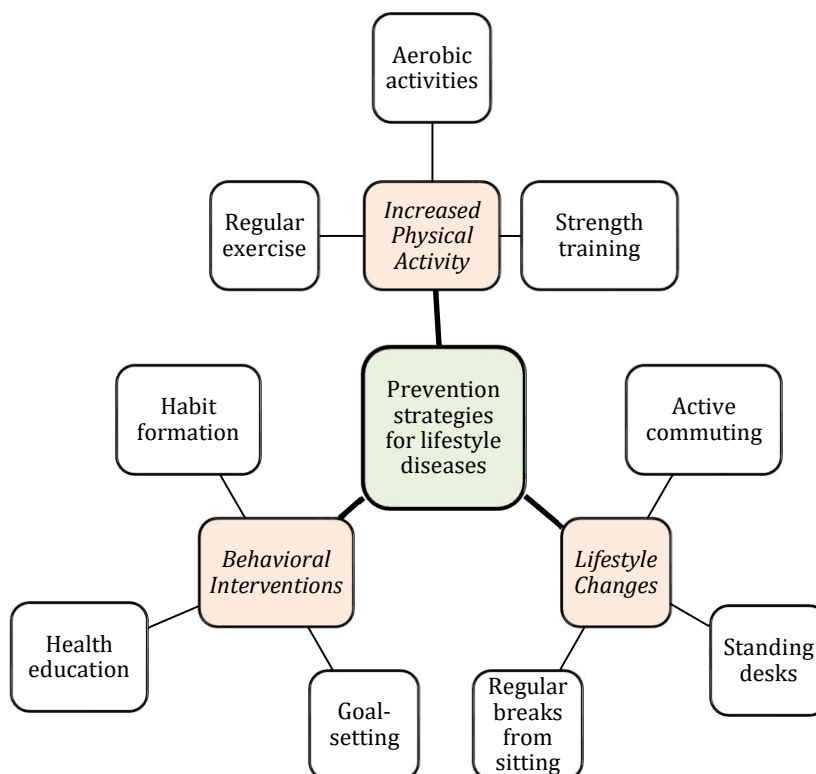 Aerobic
activities
Regular
exercise
Increased
Physical
Activity
Strength
training
Prevention
strategies
for lifestyle
diseases
Habit
formation
Active
commuting
Behavioral
Interventions
Lifestyle
Changes
Health
education
Goal-
setting
Regular
breaks
from
sitting
Standing
desks